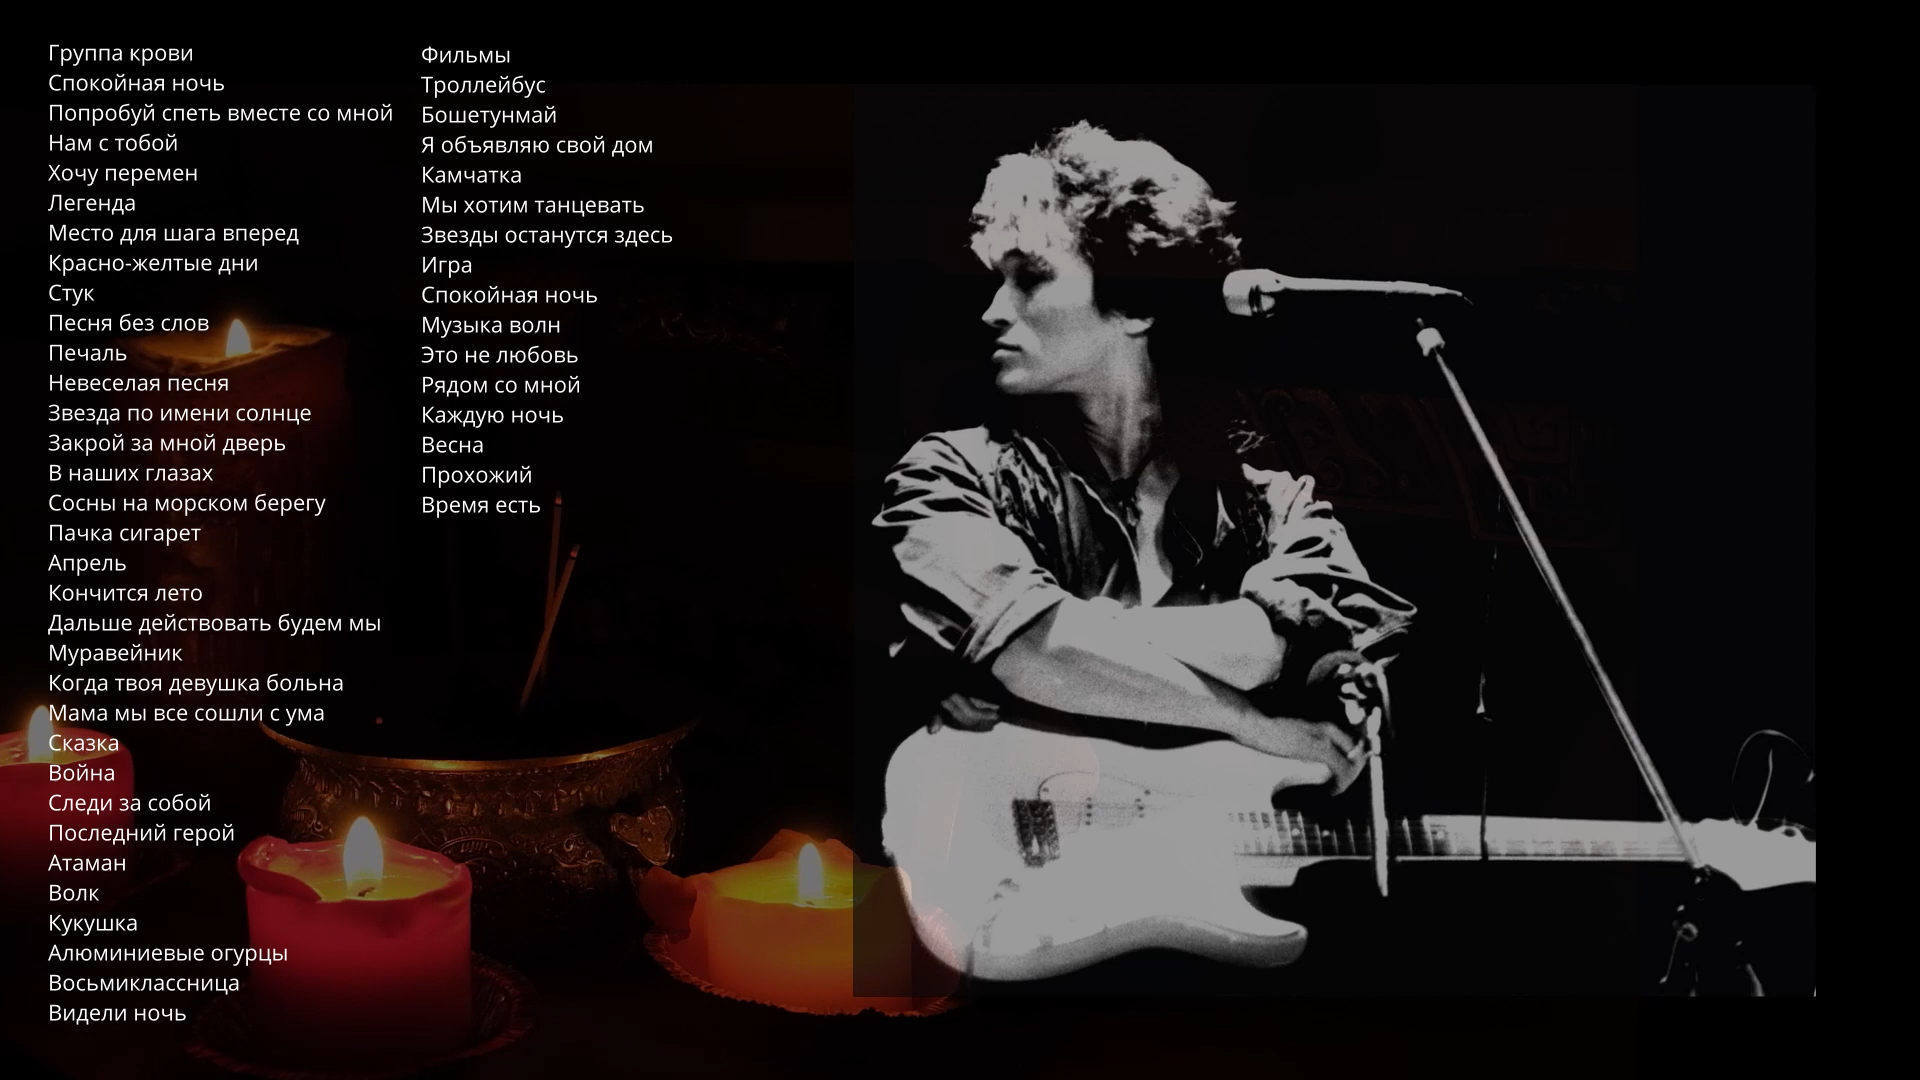 Группа крови
Спокойная ночь
Попробуй спеть вместе со мной
Нам с тобой
Хочу перемен
Легенда
Место для шага вперед
Красно-желтые дни
Стук
Песня без слов
Печаль
Невеселая песня
Звезда по имени солнце
Закрой за мной дверь
В наших глазах
Сосны на морском берегу
Пачка сигарет
Апрель
Кончится лето
Дальше действовать будем мы
Муравейник
Когда твоя девушка больна
Мама мы все сошли с ума
Сказка
Война
Следи за собой
Последний герой
Атаман
Волк
Кукушка
Алюминиевые огурцы
Восьмиклассница
Видели ночь
Фильмы
Троллейбус
Бошетунмай
Я объявляю свой дом
Камчатка
Мы хотим танцевать
Звезды останутся здесь
Игра
Спокойная ночь
Музыка волн
Это не любовь
Рядом со мной
Каждую ночь
Весна
Прохожий
Время есть